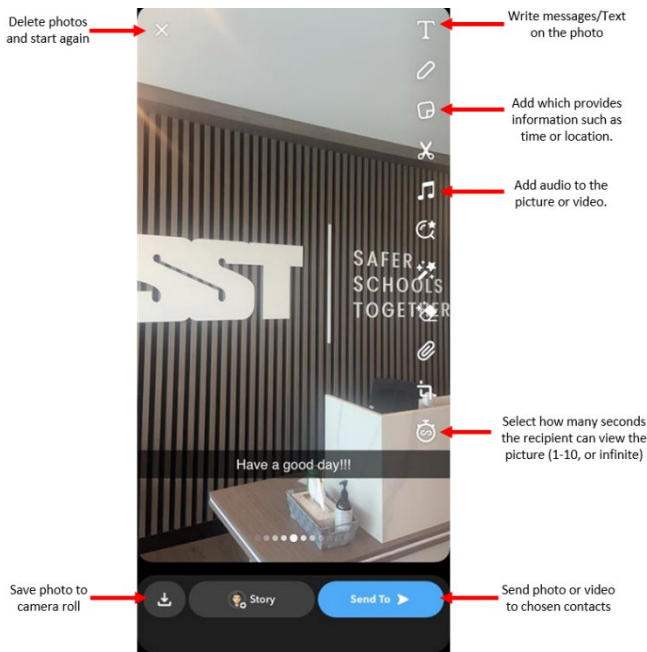 Delete photos
and start again
Write messages/Text
on the photo
T
Add which provides
information such as
time or location.
Add audio to the
picture or video.
SST
SAFER
SCHOOLS
TOGETHER
Select how many seconds
the recipient can view the
picture (1-10, or infinite)
Have a good day!!!
Save photo to
camera roll
Story
Send To
Send photo or video
to chosen contacts